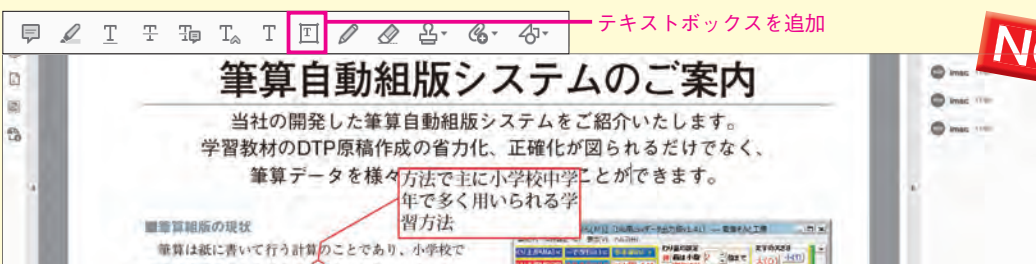 テキストボックスを追加
筆算自動組版システムのご案内
当社の開発した筆算自動組版システムをご紹介いたします。
学習教材のDTP原稿作成の省力化、正確化が図られるだけでなく、
筆算データを様々 ことができます。
方法で主に小学校中学
年で多く用いられる学
習方法
■筆算組版の現状
筆算は紙に書いて行う計算のことであり、小学校で
imac
imac
imac